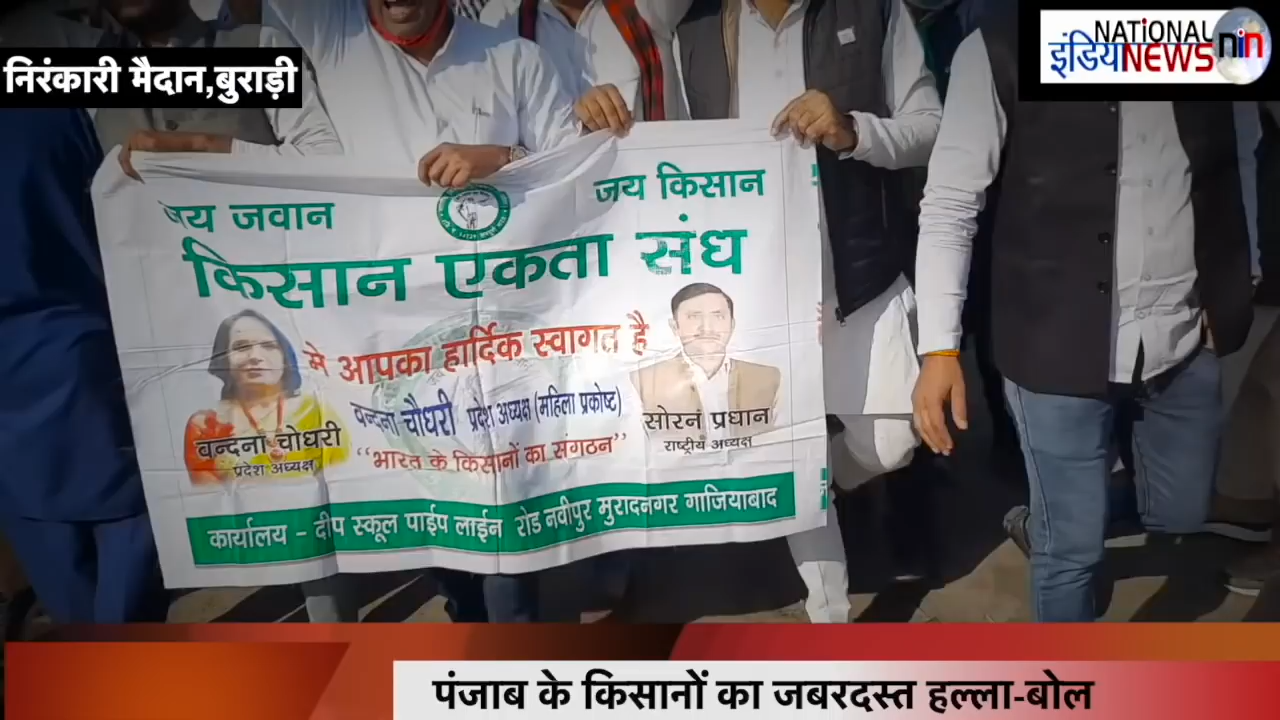 निरंकारी मैदान,बुराड़ी
NATIONAL
इंडिया NEWS nin
जय जवान
जय किसान
किसान एकता संध
मे आपका हार्दिक स्वागत है
वन्दना चौधरी प्रदेश अध्यक्ष (महिला प्रकोष्ट)
"भारत के किसानों का संगठन"
वन्दना चोधरी
प्रदेश अध्यक्ष
सोरनं प्रधान
राष्ट्रीय अध्यक्ष
कार्यालय - दीप स्कूल पाईप लाईन रोड नवीपुर मुरादनगर गाजियाबाद
पंजाब के किसानों का जबरदस्त हल्ला-बोल